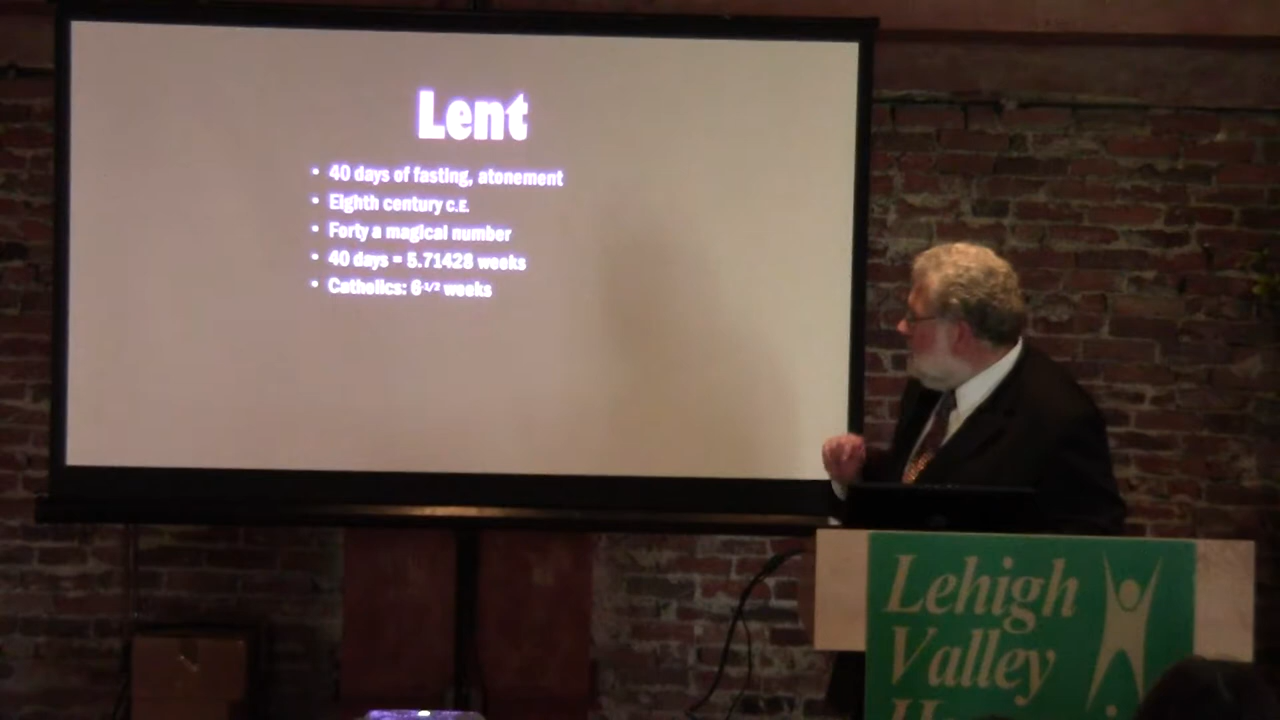 Lent
• 40 days of fasting, atonement
• Eighth century C.E.
• Forty a magical number
• 40 days = 5.71428 weeks
• Catholics: 6-1/2 weeks
Lehigh
Valley